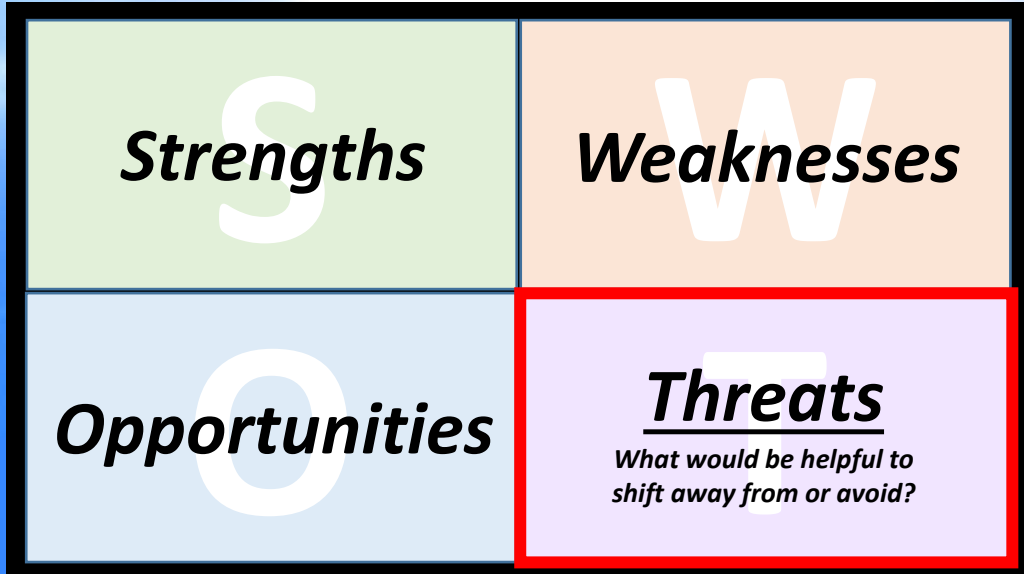 S
Strengths
W
Weaknesses
O
Opportunities
T
Threats
What would be helpful to
shift away from or avoid?